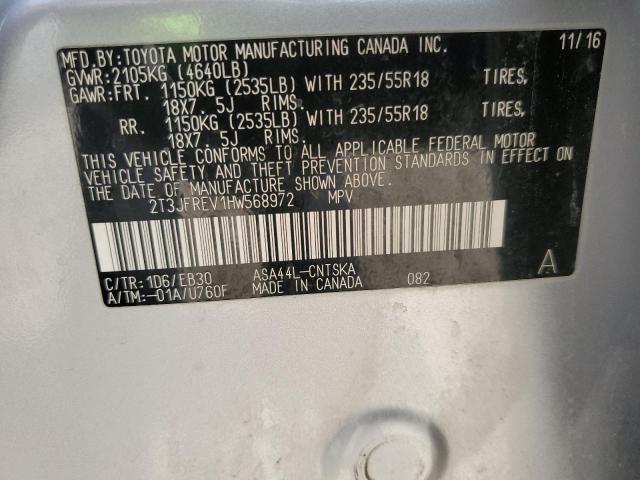 MFD.BY:TOYOTA MOTOR MANUFACTURING CANADA INC. 11/16
GVWR:2105KG (4640LB)
GAWR:FRT. 1150KG (2535LB) WITH 235/55R18 TIRES,
18X7. 5J RIMS.
RR. 1150KG (2535LB) WITH 235/55R18 TIRES,
18X7. 5J RIMS.
THIS VEHICLE CONFORMS TO ALL APPLICABLE FEDERAL MOTOR
VEHICLE SAFETY AND THEFT PREVENTION STANDARDS IN EFFECT ON
THE DATE OF MANUFACTURE SHOWN ABOVE.
2T3JFREV1HW568972 MPV
C/TR:1D6/EB30 ASA44L-CNTSKA A
A/TM:-01A/U760F MADE IN CANADA 082